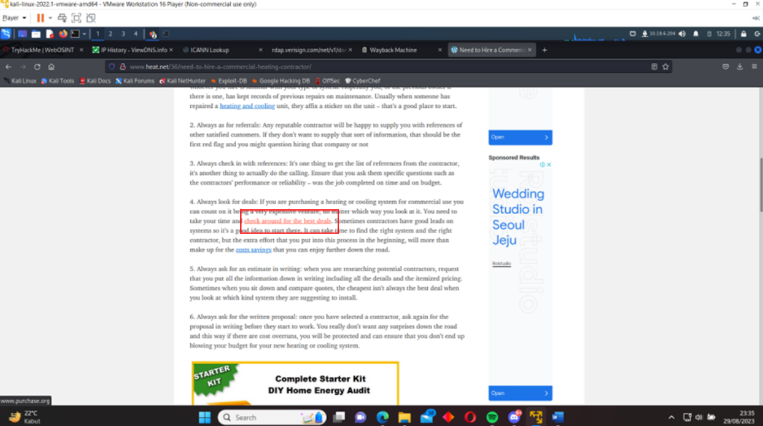 kali-linux-2022.1-vmware-amd64 - VMware Workstation 16 Player (Non-commercial use only)
Player
1 2 3 4
12:35
TryHackMe | WebOSINT
IP History - ViewDNS.info
ICANN Lookup
rdap.verisign.com/net/v1/do
Wayback Machine
Need to Hire a Commerci
www.heat.net/36/need-to-hire-a-commercial-heating-contractor/
Kali Linux Kali Tools Kali Docs Kali Forums Kali NetHunter Exploit-DB Google Hacking DB OffSec CyberChef
there is one, has kept records of previous repairs on maintenance. Usually when someone has
repaired a heating and cooling unit, they affix a sticker on the unit – that's a good place to start.
2. Always as for referrals: Any reputable contractor will be happy to supply you with references of
other satisfied customers. If they don't want to supply that sort of information, that should be the
first red flag and you might question hiring that company or not
3. Always check in with references: It's one thing to get the list of references from the contractor,
it's another thing to actually do the calling. Ensure that you ask them specific questions such as
the contractors' performance or reliability – was the job completed on time and on budget.
4. Always look for deals: If you are purchasing a heating or cooling system for commercial use you
can count on it being a very expensive venture, no matter which way you look at it. You need to
take your time and check around for the best deals. Sometimes contractors have good leads on
systems so it's a good idea to start there. It can take time to find the right system and the right
contractor, but the extra effort that you put into this process in the beginning, will more than
make up for the costs savings that you can enjoy further down the road.
5. Always ask for an estimate in writing: when you are researching potential contractors, request
that you put all the information down in writing including all the details and the itemized pricing.
Sometimes when you sit down and compare quotes, the cheapest isn't always the best deal when
you look at which kind system they are suggesting to install.
6. Always ask for the written proposal: once you have selected a contractor, ask again for the
proposal in writing before they start to work. You really don't want any surprises down the road
and this way if there are cost overruns, you will be protected and can ensure that you don't end up
blowing your budget for your new heating or cooling system.
STARTER
KIT
Complete Starter Kit
DIY Home Energy Audit
Open
Sponsored Results
Wedding
Studio in
Seoul
Jeju
Open
www.purchase.org
22°C
Kabut
Search
23:35
29/08/2023